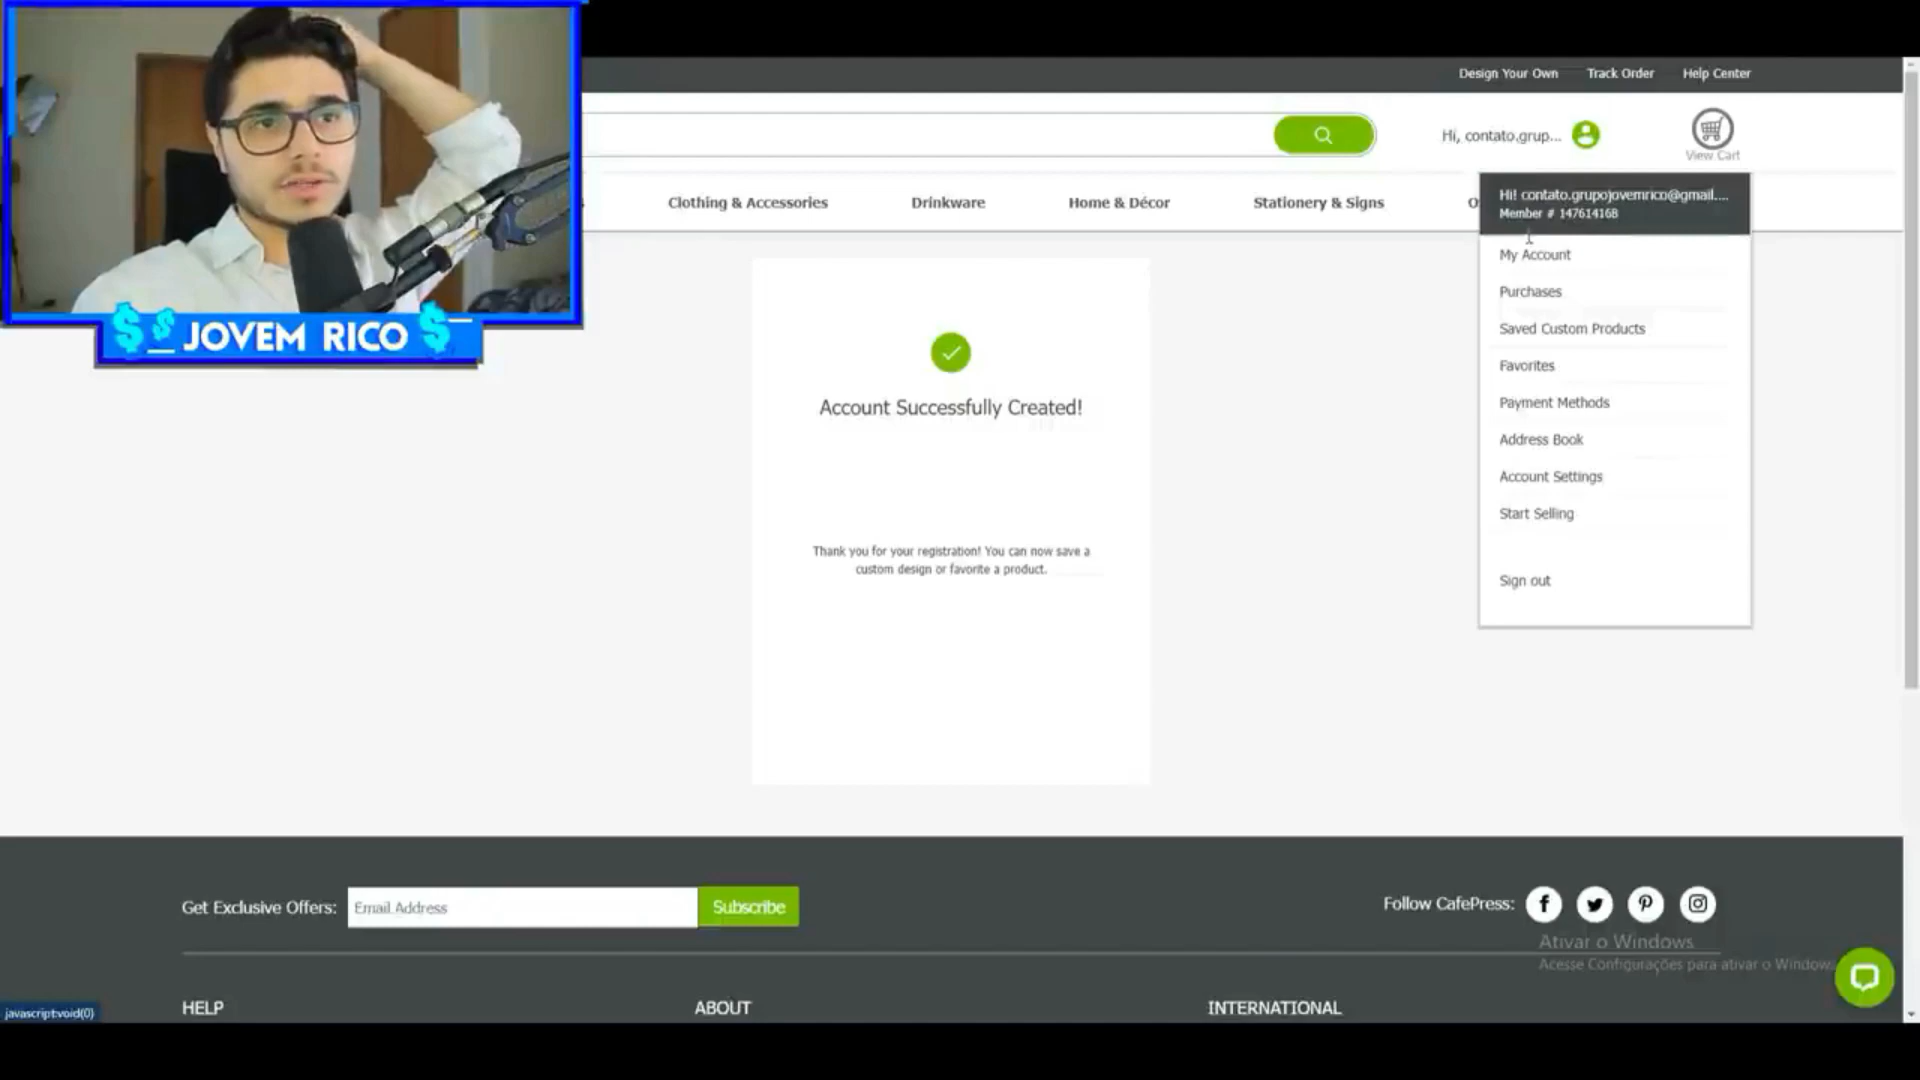 Design Your Own Track Order Help Center
Hi, contato.grup...
View Cart
Clothing & Accessories Drinkware Home & Décor Stationery & Signs O
Hi! contato.grupojovemrico@gmail....
Member # 147614168
My Account
Purchases
Saved Custom Products
Favorites
Payment Methods
Address Book
Account Settings
Start Selling
Sign out
$ $ JOVEM RICO $
Account Successfully Created!
Thank you for your registration! You can now save a
custom design or favorite a product.
Get Exclusive Offers: Email Address Subscribe
Follow CafePress:
Ativar o Windows
Acesse Configurações para ativar o Windows
HELP ABOUT INTERNATIONAL
javascript:void(0)